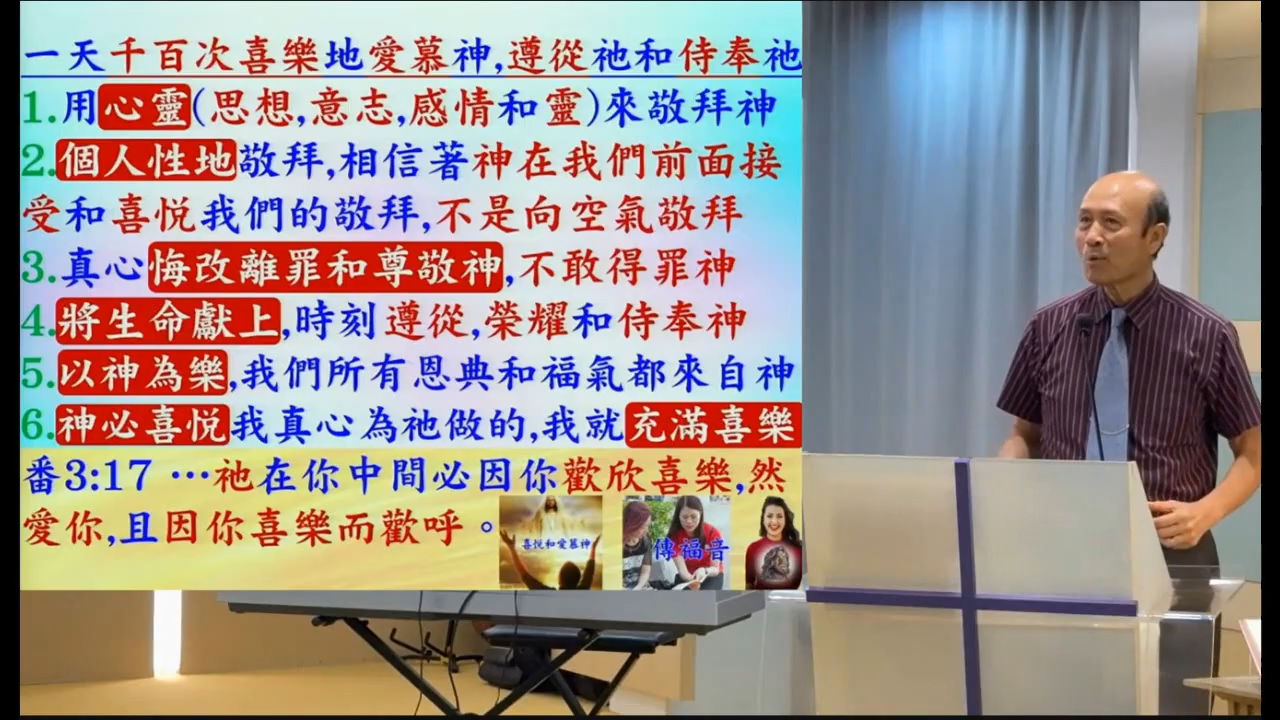 一天千百次喜樂地愛慕神,遵從祂和侍奉祂
1.用心靈(思想,意志,感情和靈)來敬拜神
2.個人性地敬拜,相信著神在我們前面接
受和喜悅我們的敬拜,不是向空氣敬拜
3.真心悔改離罪和尊敬神,不敢得罪神
4.將生命獻上,時刻遵從,榮耀和侍奉神
5.以神為樂,我們所有恩典和福氣都來自神
6.神必喜悅我真心為祂做的,我就充滿喜樂
番3:17 …祂在你中間必因你歡欣喜樂,然
愛你,且因你喜樂而歡呼。
喜悅和愛慕神
傳福音